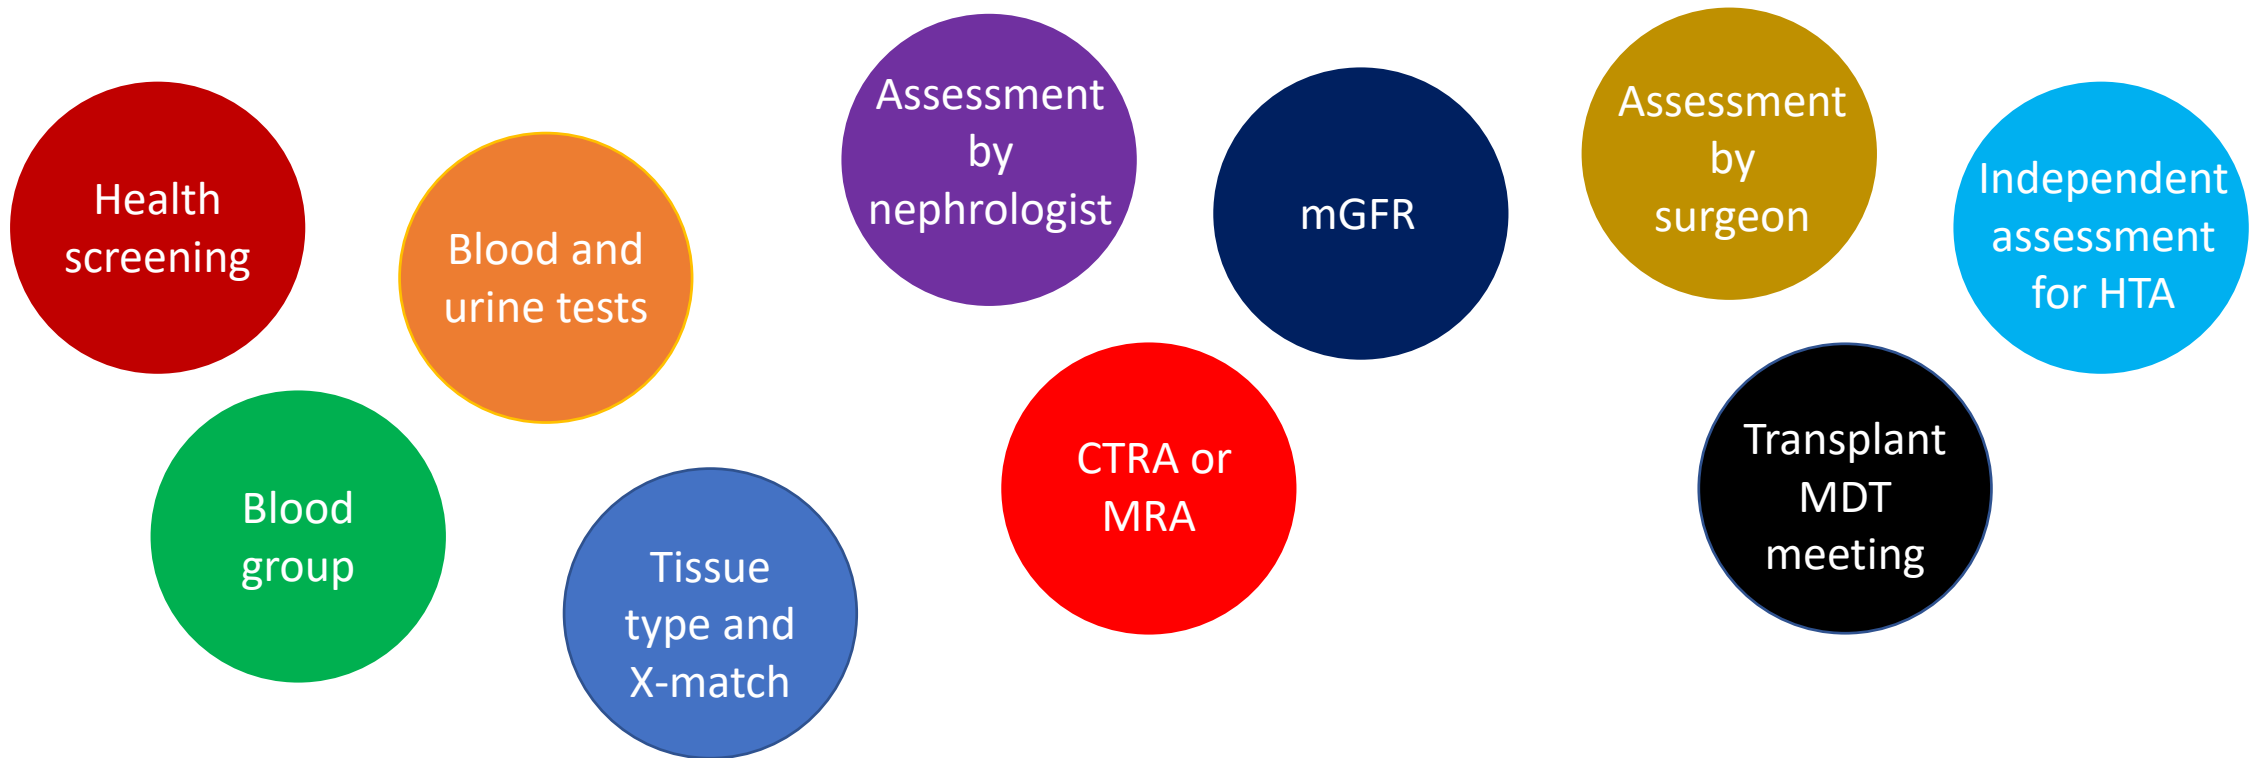 Health
screening
Blood
group
Blood and
urine tests
Tissue
type and
X-match
Assessment
by
nephrologist
CTRA or
MRA
mGFR
Assessment
by
surgeon
Transplant
MDT
meeting
Independent
assessment
for HTA